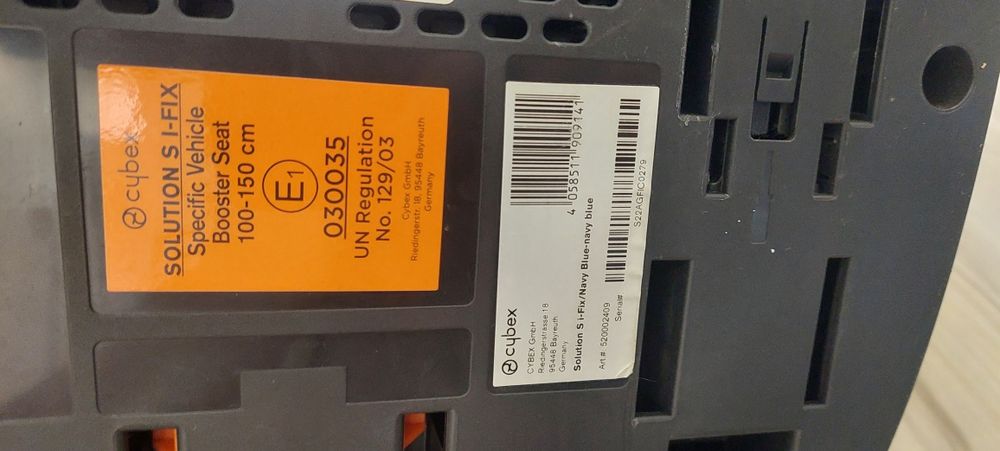 cybex
SOLUTION S I-FIX
Specific Vehicle
Booster Seat
100-150 cm
E1
030035
UN Regulation
No. 129/03
Cybex GmbH
Riedingerstr. 18, 95448 Bayreuth
Germany
cybex
CYBEX GmbH
Riedingerstrasse 18
95448 Bayreuth
Germany
4 058511 909141
Solution S i-Fix/Navy Blue-navy blue
Art.#: 520002409
Serial#
S22AGFIC0279